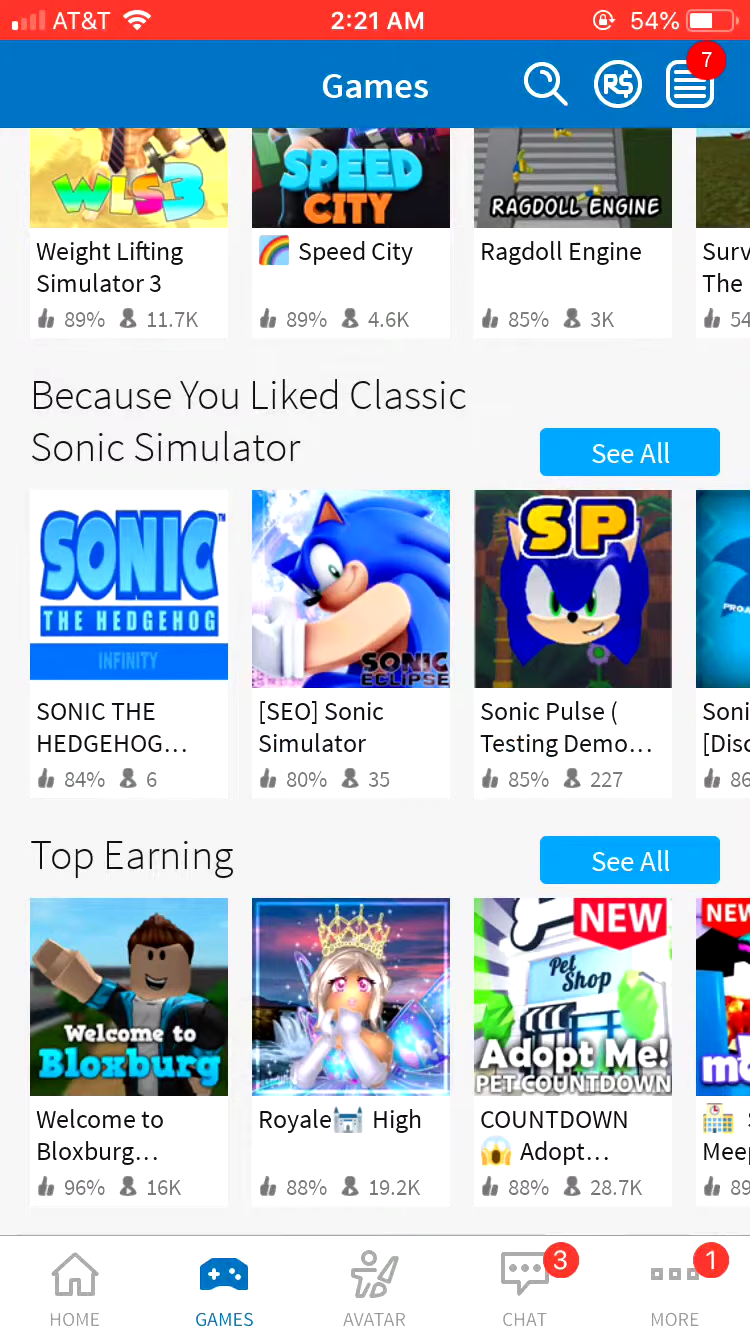 AT&T 2:21 AM 54%
Games R$ 7
WLS3
SPEED
CITY
RAGDOLL ENGINE
Weight Lifting
Simulator 3
89% 11.7K
🌈 Speed City
89% 4.6K
Ragdoll Engine
85% 3K
Surv
The
54
Because You Liked Classic
Sonic Simulator
See All
SONIC™
THE HEDGEHOG
INFINITY
SONIC
ECLIPSE
SP
PROA
SONIC THE
HEDGEHOG...
84% 6
[SEO] Sonic
Simulator
80% 35
Sonic Pulse (
Testing Demo...
85% 227
Soni
[Disc
86
Top Earning
See All
Welcome to
Bloxburg
NEW
Pet
Shop
Adopt Me!
PET COUNTDOWN
NEW
me
Welcome to
Bloxburg...
96% 16K
Royale🏰 High
88% 19.2K
COUNTDOWN
😱 Adopt...
88% 28.7K
🏫 S
Meep
89
HOME
GAMES
AVATAR
CHAT 3
MORE 1